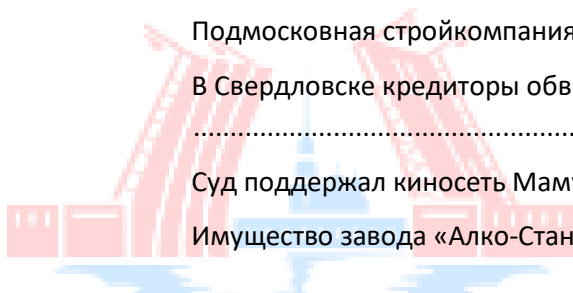 Подмосковная стройкомпания
В Свердловске кредиторы
.......................................................
Суд поддержал киносеть
Имущество завода